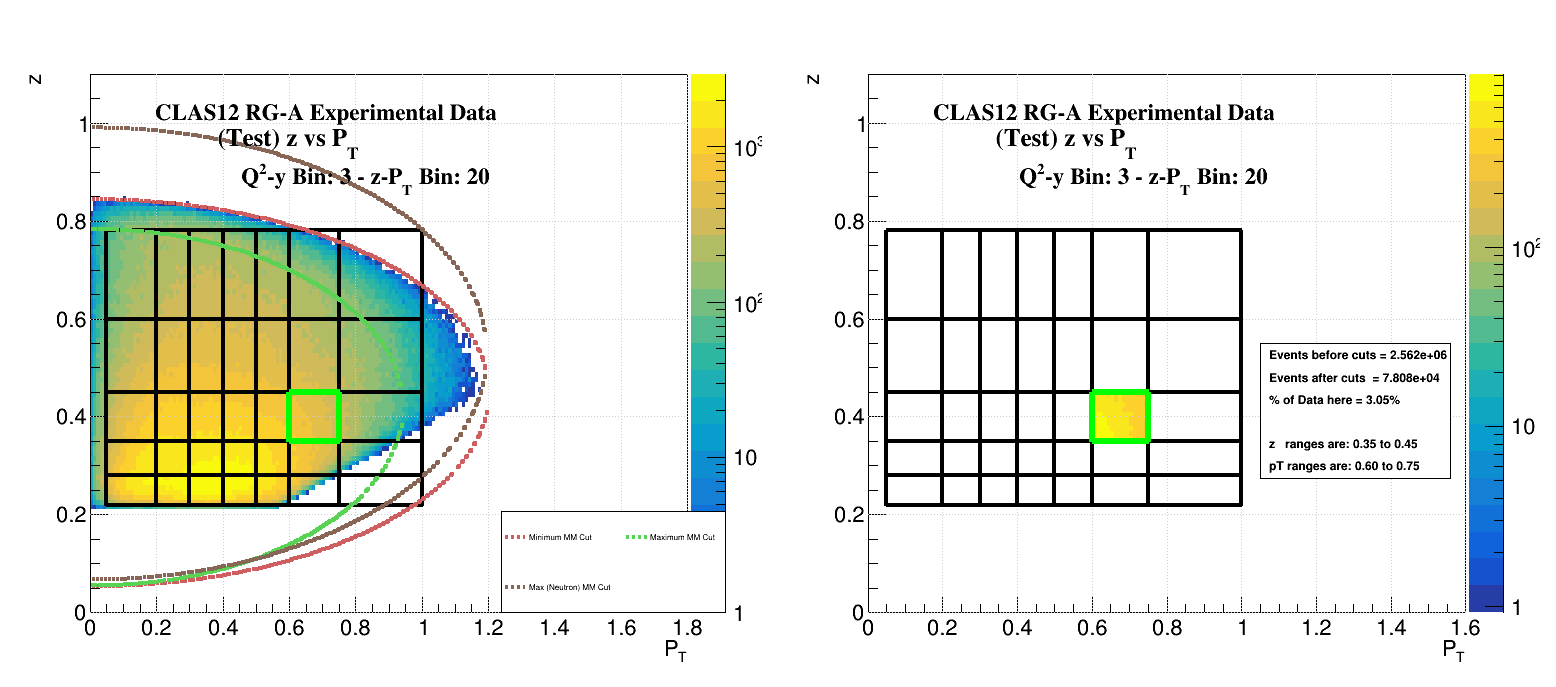 z
CLAS12 RG-A Experimental Data
(Test) z vs P_T
Q²-y Bin: 3 - z-P_T Bin: 20
1
0.8
0.6
0.4
0.2
0
0 0.2 0.4 0.6 0.8 1 1.2 1.8
P_T
10³
10²
10
1
Minimum MM Cut
Maximum MM Cut
Max (Neutron) MM Cut
z
CLAS12 RG-A Experimental Data
(Test) z vs P_T
Q²-y Bin: 3 - z-P_T Bin: 20
1
0.8
0.6
0.4
0.2
0
0 0.2 0.4 0.6 0.8 1 1.2 1.4 1.6
P_T
10²
10
1
Events before cuts = 2.562e+06
Events after cuts = 7.808e+04
% of Data here = 3.05%
z ranges are: 0.35 to 0.45
pT ranges are: 0.60 to 0.75